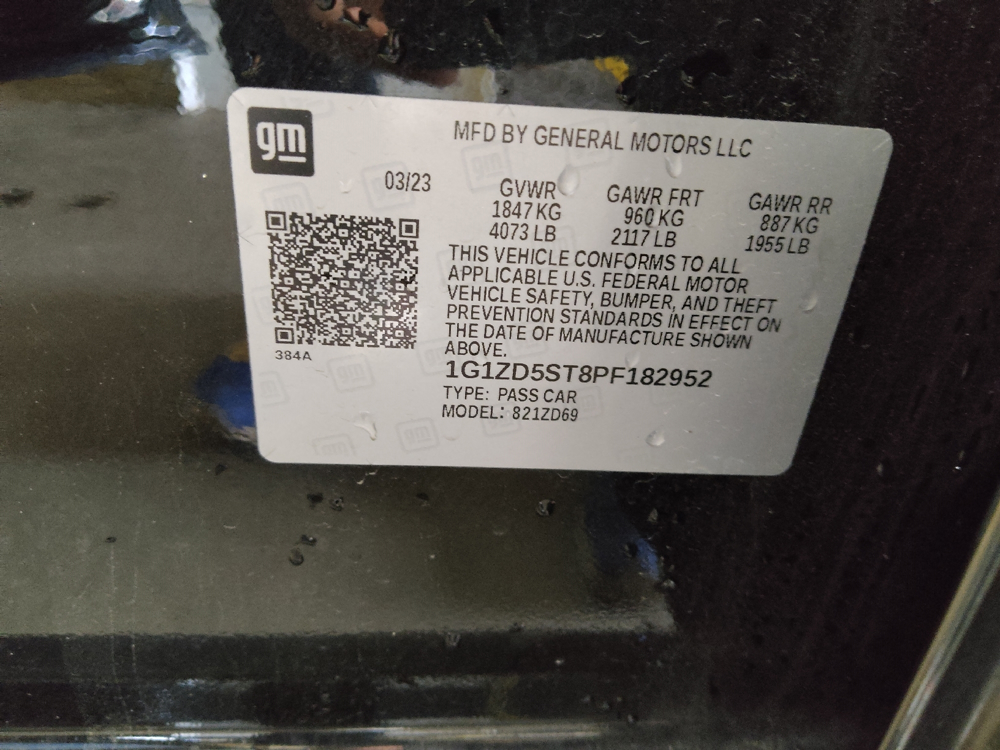 gm
MFD BY GENERAL MOTORS LLC
03/23
GVWR
1847 KG
4073 LB
GAWR FRT
960 KG
2117 LB
GAWR RR
887 KG
1955 LB
THIS VEHICLE CONFORMS TO ALL
APPLICABLE U.S. FEDERAL MOTOR
VEHICLE SAFETY, BUMPER, AND THEFT
PREVENTION STANDARDS IN EFFECT ON
THE DATE OF MANUFACTURE SHOWN
ABOVE.
384A
1G1ZD5ST8PF182952
TYPE: PASS CAR
MODEL: 821ZD69